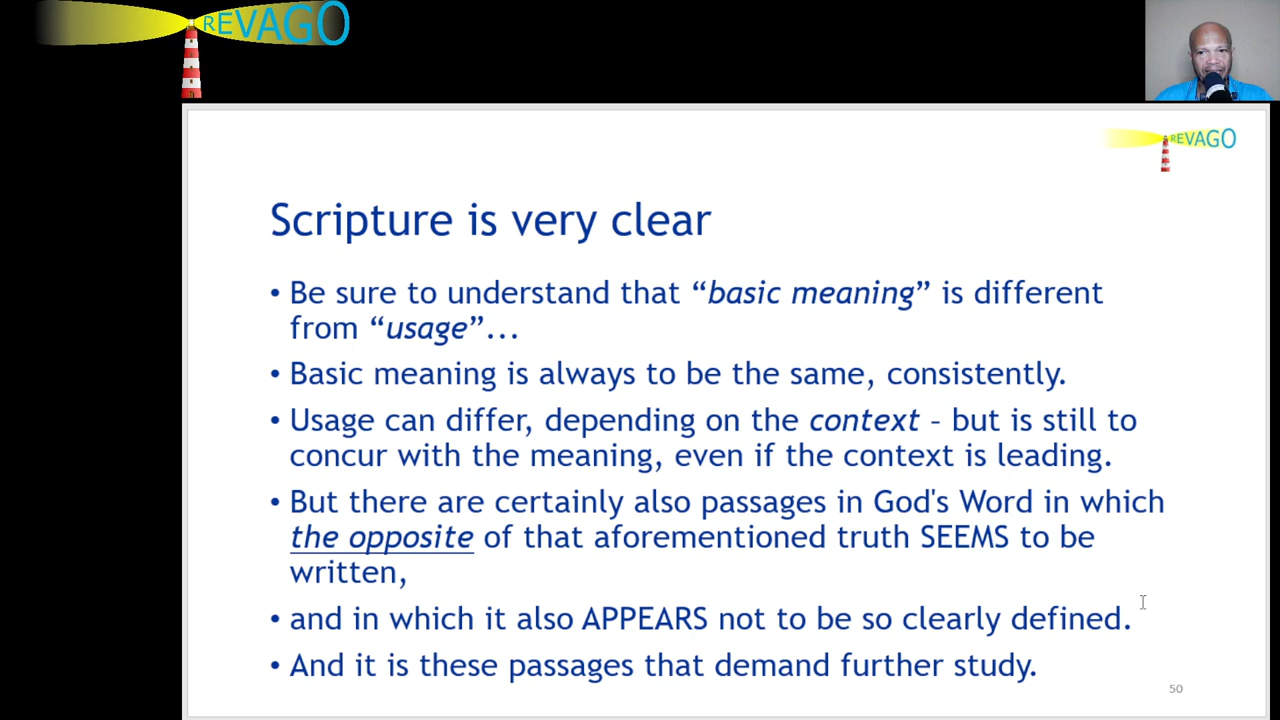 REVAGO
REVAGO
Scripture is very clear
• Be sure to understand that “basic meaning” is different
from “usage”...
• Basic meaning is always to be the same, consistently.
• Usage can differ, depending on the context – but is still to
concur with the meaning, even if the context is leading.
• But there are certainly also passages in God's Word in which
the opposite of that aforementioned truth SEEMS to be
written,
• and in which it also APPEARS not to be so clearly defined.
• And it is these passages that demand further study.
50